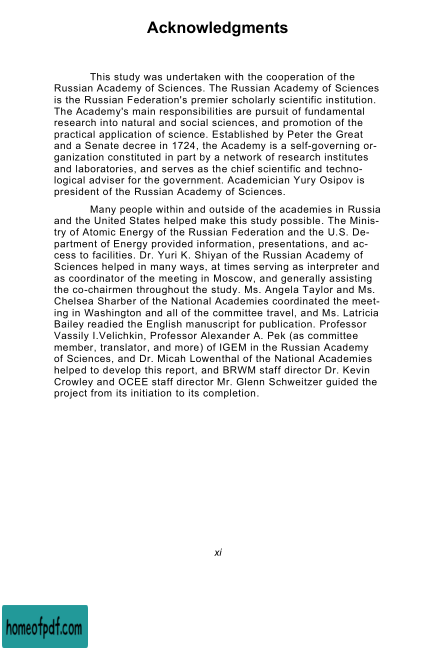 Acknowledgments
This study was undertaken with the cooperation of the
Russian Academy of Sciences. The Russian Academy of Sciences
is the Russian Federation's premier scholarly scientific institution.
The Academy's main responsibilities are pursuit of fundamental
research into natural and social sciences, and promotion of the
practical application of science. Established by Peter the Great
and a Senate decree in 1724, the Academy is a self-governing or-
ganization constituted in part by a network of research institutes
and laboratories, and serves as the chief scientific and techno-
logical adviser for the government. Academician Yury Osipov is
president of the Russian Academy of Sciences.
Many people within and outside of the academies in Russia
and the United States helped make this study possible. The Minis-
try of Atomic Energy of the Russian Federation and the U.S. De-
partment of Energy provided information, presentations, and ac-
cess to facilities. Dr. Yuri K. Shiyan of the Russian Academy of
Sciences helped in many ways, at times serving as interpreter and
as coordinator of the meeting in Moscow, and generally assisting
the co-chairmen throughout the study. Ms. Angela Taylor and Ms.
Chelsea Sharber of the National Academies coordinated the meet-
ing in Washington and all of the committee travel, and Ms. Latricia
Bailey readied the English manuscript for publication. Professor
Vassily I.Velichkin, Professor Alexander A. Pek (as committee
member, translator, and more) of IGEM in the Russian Academy
of Sciences, and Dr. Micah Lowenthal of the National Academies
helped to develop this report, and BRWM staff director Dr. Kevin
Crowley and OCEE staff director Mr. Glenn Schweitzer guided the
project from its initiation to its completion.
xi
homeofpdf.com